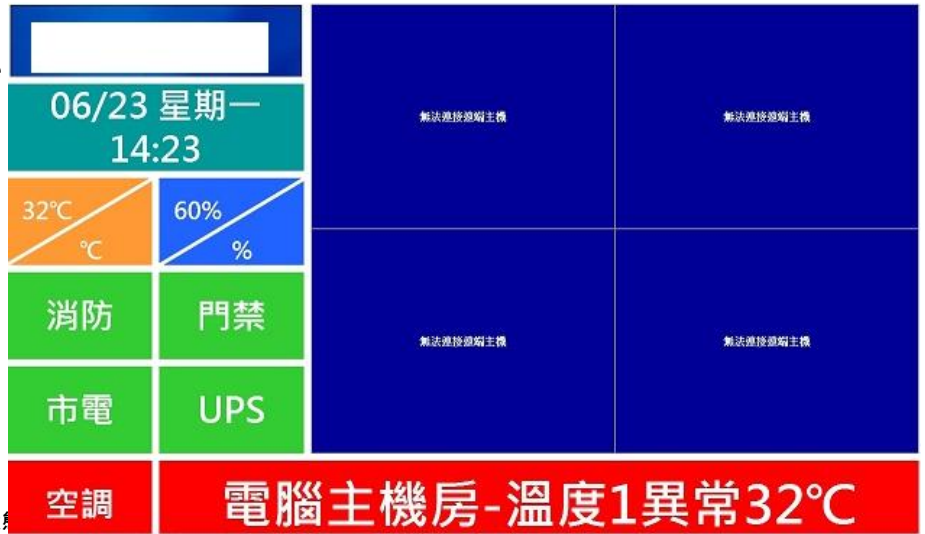 06/23 星期一
14:23
32℃
℃
60%
%
消防
門禁
市電
UPS
空調
電腦主機房-溫度1異常32℃
無法連接遠端主機
無法連接遠端主機
無法連接遠端主機
無法連接遠端主機